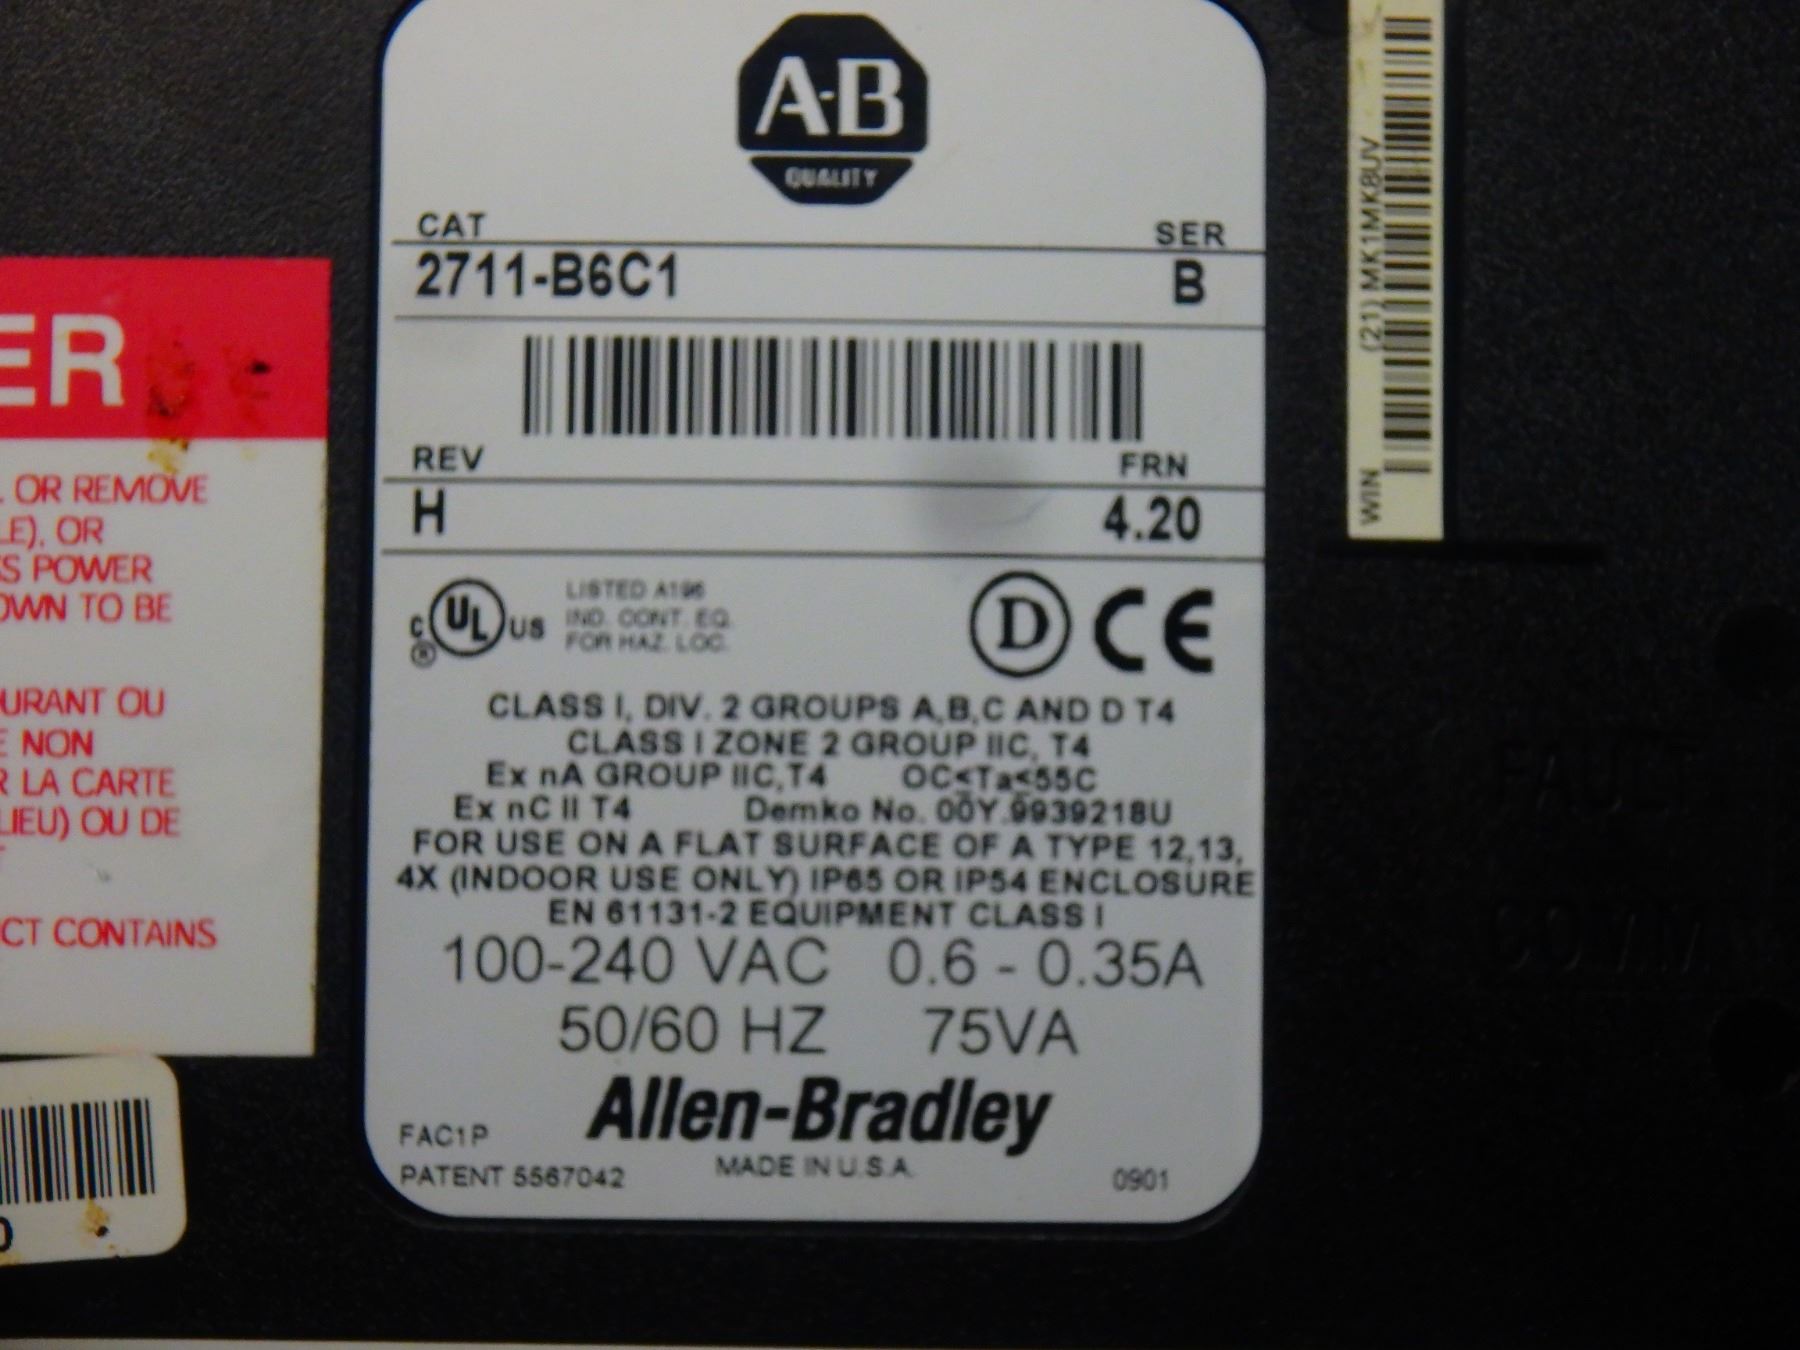 A-B
QUALITY
CAT
SER
2711-B6C1
B
REV
FRN
H
4.20
c UL US
®
LISTED A196
IND. CONT. EQ.
FOR HAZ. LOC.
D CE
CLASS I, DIV. 2 GROUPS A,B,C AND D T4
CLASS I ZONE 2 GROUP IIC, T4
Ex nA GROUP IIC,T4 OC≤Ta≤55C
Ex nC II T4 Demko No. 00Y.9939218U
FOR USE ON A FLAT SURFACE OF A TYPE 12,13,
4X (INDOOR USE ONLY) IP65 OR IP54 ENCLOSURE
EN 61131-2 EQUIPMENT CLASS I
100-240 VAC 0.6 - 0.35A
50/60 HZ 75VA
Allen-Bradley
FAC1P
MADE IN U.S.A.
PATENT 5567042
0901
ER
. OR REMOVE
LE), OR
SS POWER
OWN TO BE
URANT OU
E NON
R LA CARTE
LIEU) OU DE
CT CONTAINS
0
WIN (21) MK1MK8UV
FAULT
COMM